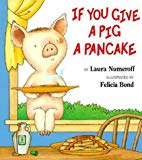 IF YOU GIVE
A PIG
A PANCAKE
BY Laura Numeroff
ILLUSTRATED BY
Felicia Bond